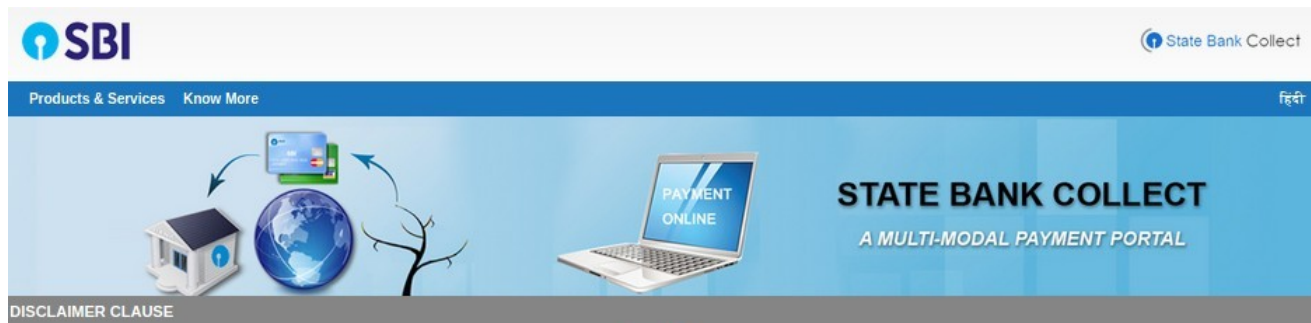 SBI
State Bank Collect
Products & Services Know More
हिंदी
PAYMENT
ONLINE
STATE BANK COLLECT
A MULTI-MODAL PAYMENT PORTAL
DISCLAIMER CLAUSE